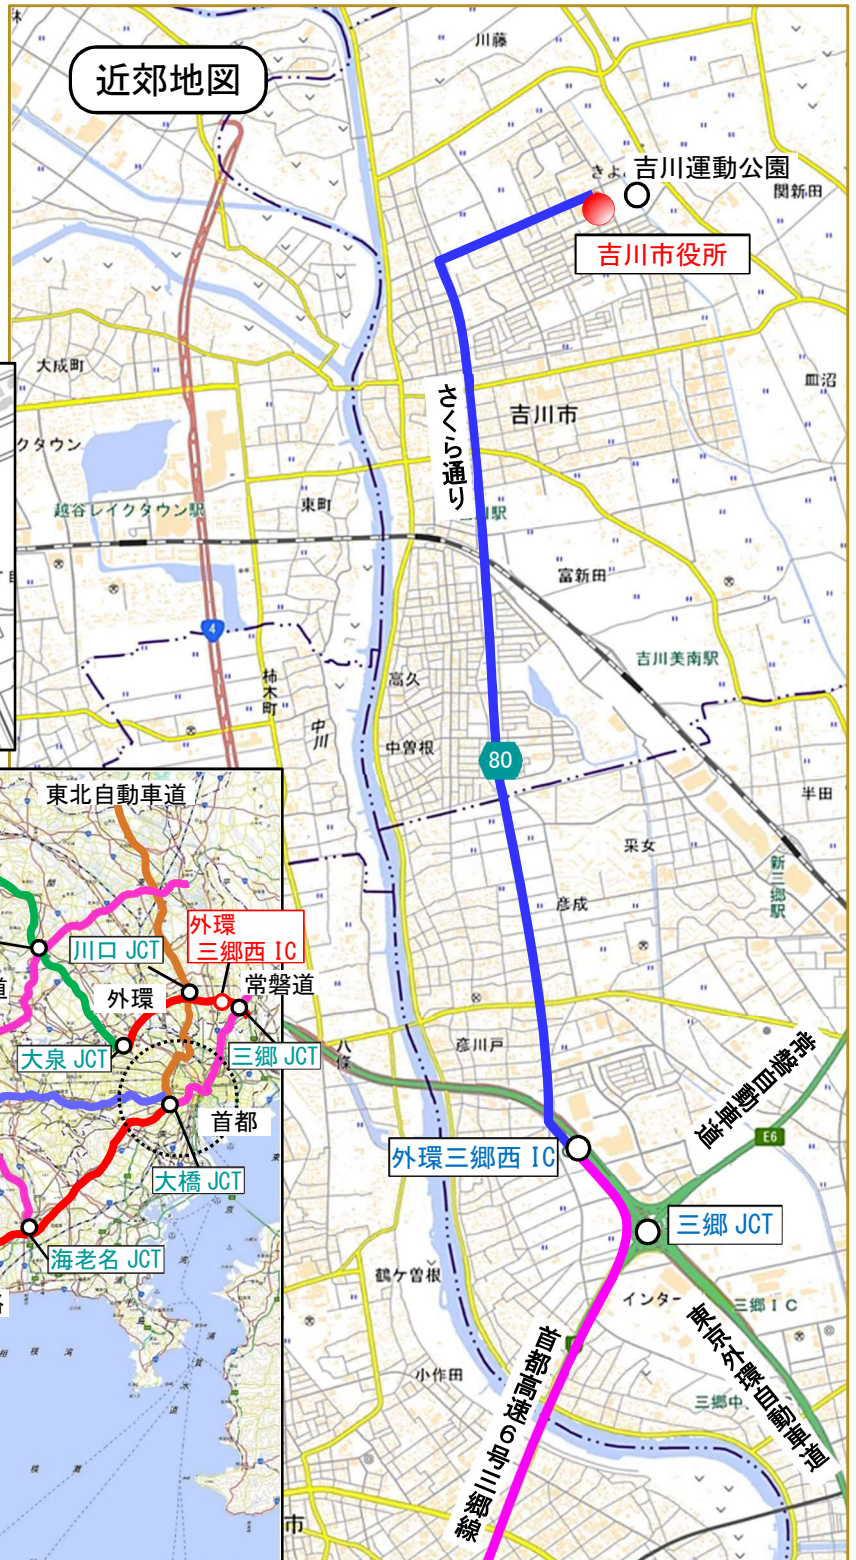 近郊地図
川藤
吉川運動公園
関新田
吉川市役所
大成町
皿沼
さくら通り
吉川市
クタウン
越谷レイクタウン駅
東町
駅
富新田
4
吉川美南駅
柿木町
高久
中川
中曽根
80
半田
采女
新三郷駅
彦成
東北自動車道
外環
三郷西 IC
川口 JCT
常磐道
道
外環
大泉 JCT
三郷 JCT
首都
大橋 JCT
海老名 JCT
八條
彦川戸
常磐自動車道
E6
外環三郷西 IC
三郷 JCT
鶴ケ曽根
インター
三郷IC
東京外環自動車道
首都高速6号三郷線
小作田
三郷中
市